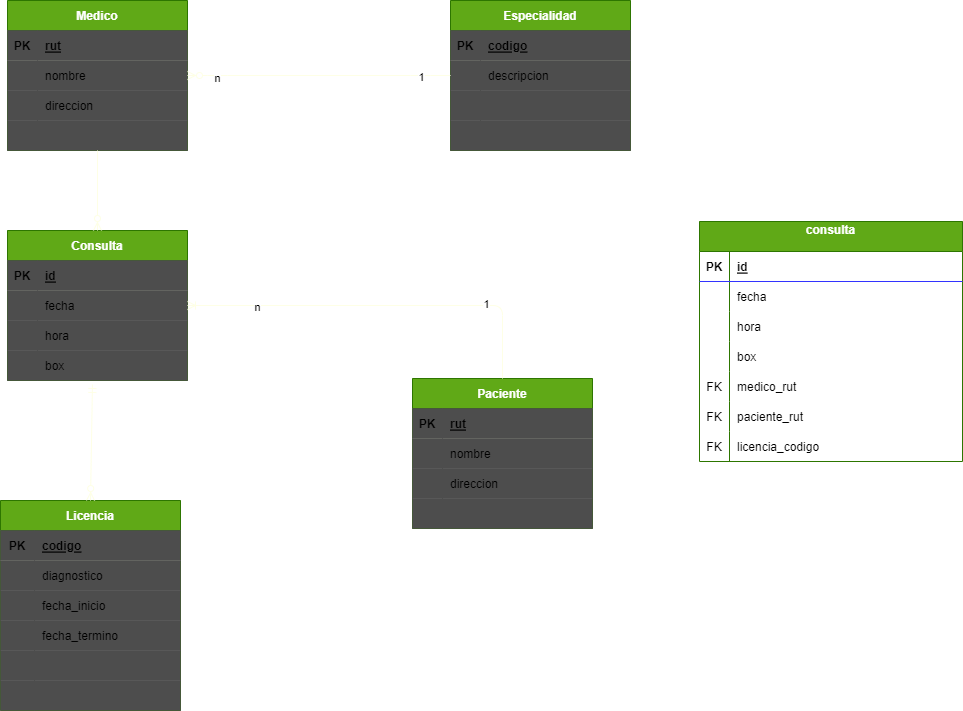 Medico
PK rut
nombre
direccion
Especialidad
PK codigo
descripcion
n
1
Consulta
PK id
fecha
hora
box
n
1
Paciente
PK rut
nombre
direccion
consulta
PK id
fecha
hora
box
FK medico_rut
FK paciente_rut
FK licencia_codigo
Licencia
PK codigo
diagnostico
fecha_inicio
fecha_termino